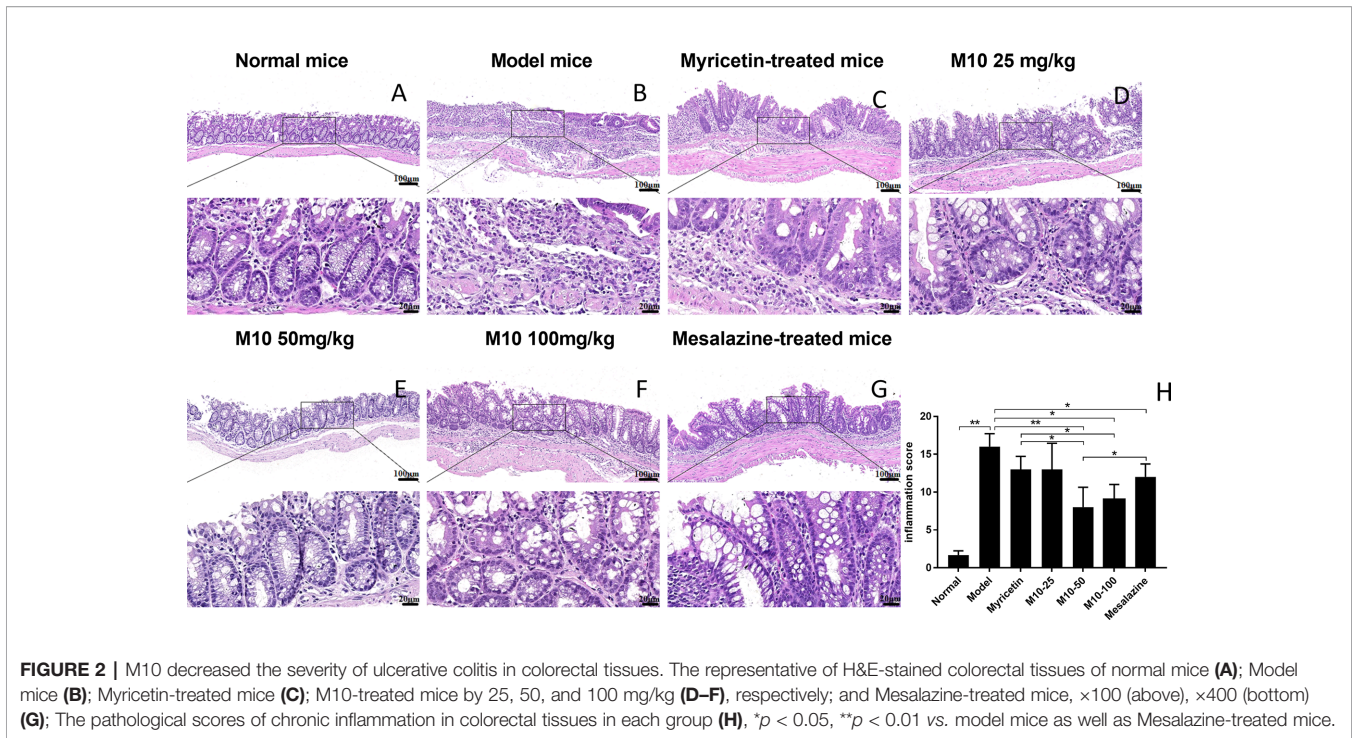 Normal mice
Model mice
Myricetin-treated mice
M10 25 mg/kg
A
B
C
D
100μm
100μm
100μm
100μm
20μm
20μm
20μm
20μm
M10 50mg/kg
M10 100mg/kg
Mesalazine-treated mice
E
F
G
H
100μm
100μm
100μm
20μm
20μm
20μm
inflammation score
20
15
10
5
0
**
*
*
**
*
*
*
Normal
Model
Myricetin
M10-25
M10-50
M10-100
Mesalazine
FIGURE 2 | M10 decreased the severity of ulcerative colitis in colorectal tissues. The representative of H&E-stained colorectal tissues of normal mice (A); Model
mice (B); Myricetin-treated mice (C); M10-treated mice by 25, 50, and 100 mg/kg (D–F), respectively; and Mesalazine-treated mice, ×100 (above), ×400 (bottom)
(G); The pathological scores of chronic inflammation in colorectal tissues in each group (H), *p < 0.05, **p < 0.01 vs. model mice as well as Mesalazine-treated mice.